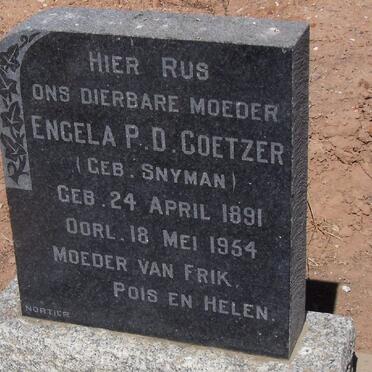 HIER RUS
ONS DIERBARE MOEDER
ENGELA P.D. COETZER
(GEB. SNYMAN)
GEB. 24 APRIL 1891
OORL. 18 MEI 1954
MOEDER VAN FRIK.
POIS EN HELEN.
NORTIER